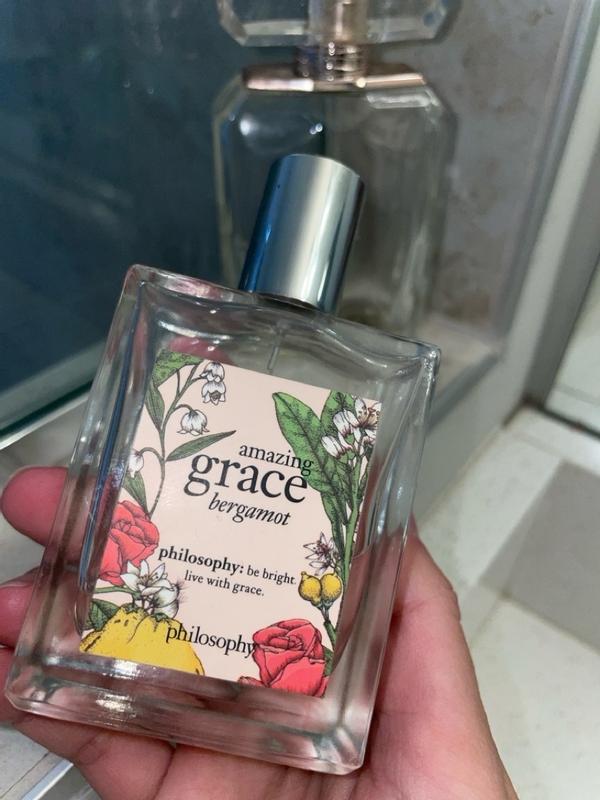 amazing
grace
bergamot
philosophy: be bright.
live with grace.
philosophy